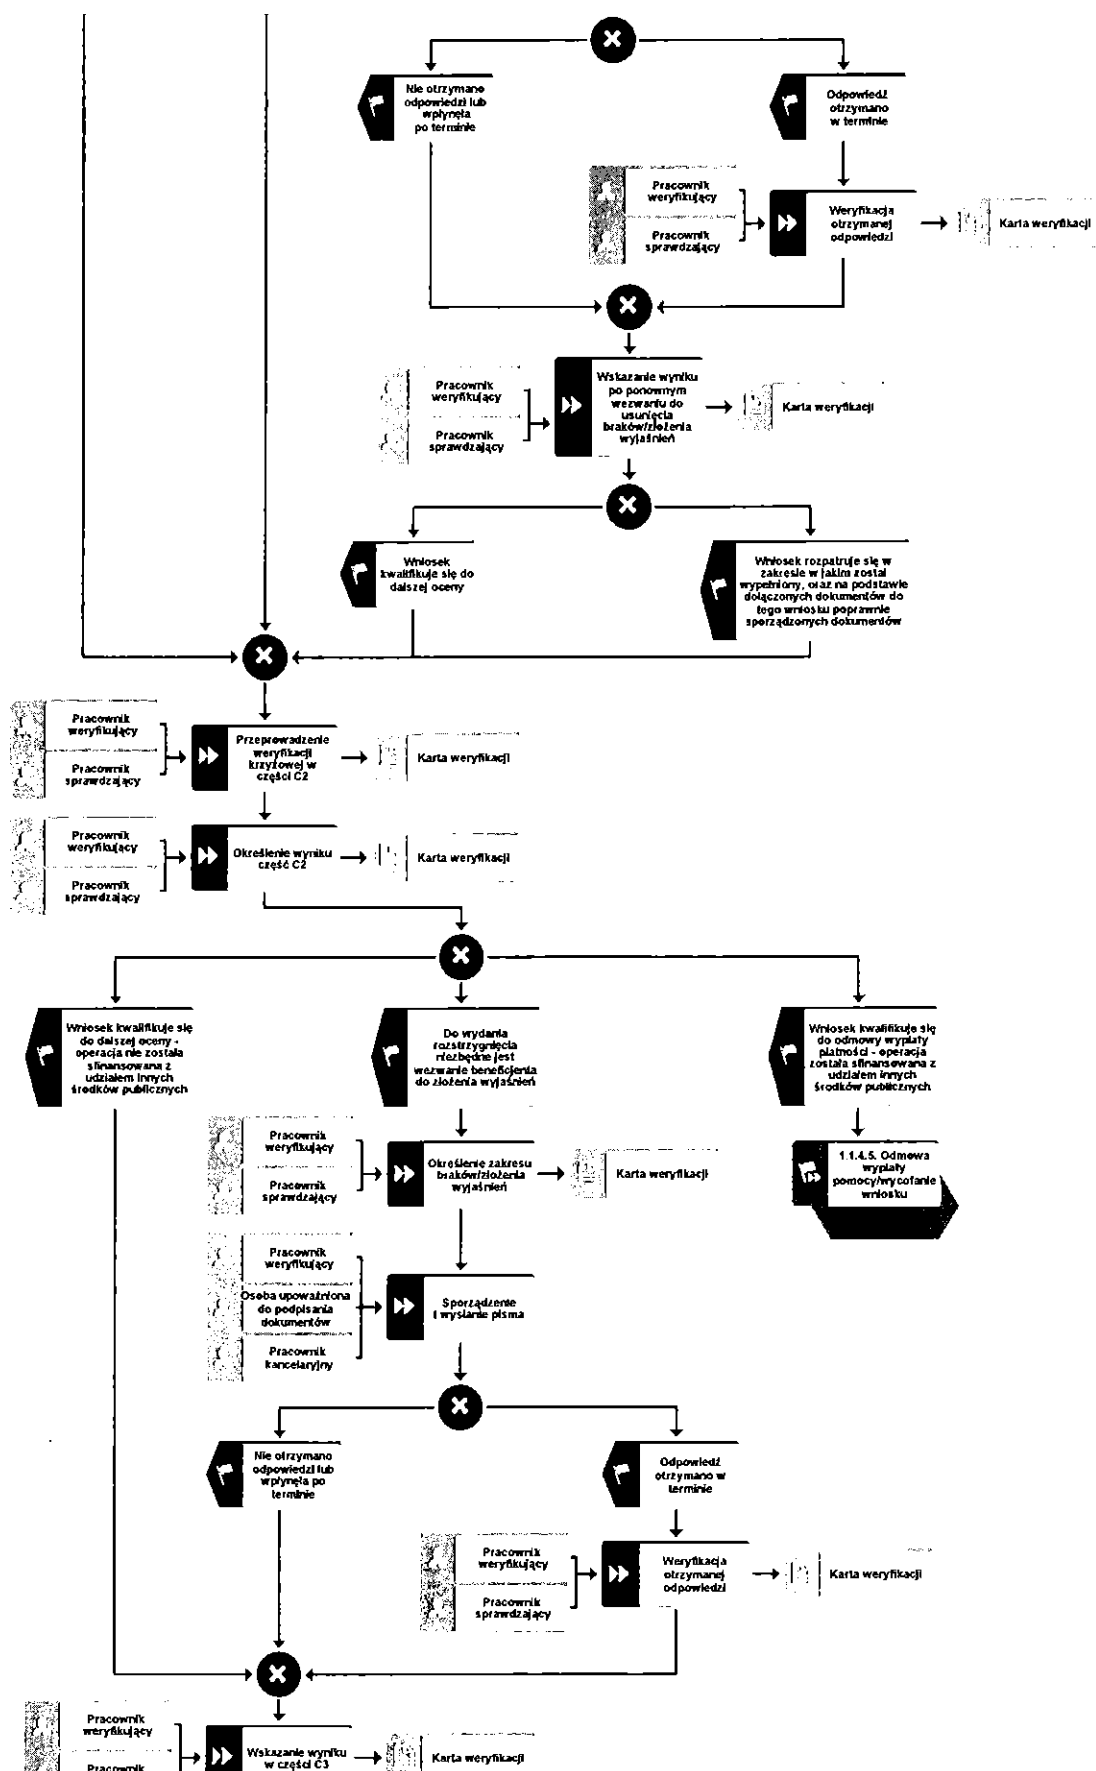 Nie otrzymano
odpowiedzi lub
wpłynęła
po terminie
Odpowiedź
otrzymano
w terminie
Pracownik
weryfikujący
Pracownik
sprawdzający
Weryfikacja
otrzymanej
odpowiedzi
Karta weryfikacji
Pracownik
weryfikujący
Pracownik
sprawdzający
Wskazanie wyniku
po ponownym
wezwaniu do
usunięcia
braków/złożenia
wyjaśnień
Karta weryfikacji
Wniosek
kwalifikuje się do
dalszej oceny
Wniosek rozpatruje się w
zakresie w jakim został
wypełniony, oraz na podstawie
dołączonych dokumentów do
tego wniosku poprawnie
sporządzonych dokumentów
Pracownik
weryfikujący
Pracownik
sprawdzający
Przeprowadzenie
weryfikacji
krzyżowej w
części C2
Karta weryfikacji
Pracownik
weryfikujący
Pracownik
sprawdzający
Określenie wyniku
część C2
Karta weryfikacji
Wniosek kwalifikuje się
do dalszej oceny -
operacja nie została
sfinansowana z
udziałem innych
środków publicznych
Do wydania
rozstrzygnięcia
niezbędne jest
wezwanie beneficjenta
do złożenia wyjaśnień
Wniosek kwalifikuje się
do odmowy wypłaty
płatności - operacja
została sfinansowana z
udziałem innych
środków publicznych
Pracownik
weryfikujący
Pracownik
sprawdzający
Określenie zakresu
braków/złożenia
wyjaśnień
Karta weryfikacji
1.1.4.5. Odmowa
wypłaty
pomocy/wycofanie
wniosku
Pracownik
weryfikujący
Osoba upoważniona
do podpisania
dokumentów
Pracownik
kancelaryjny
Sporządzenie
i wysłanie pisma
Nie otrzymano
odpowiedzi lub
wpłynęła po
terminie
Odpowiedź
otrzymano w
terminie
Pracownik
weryfikujący
Pracownik
sprawdzający
Weryfikacja
otrzymanej
odpowiedzi
Karta weryfikacji
Pracownik
weryfikujący
Pracownik
Wskazanie wyniku
w części C3
Karta weryfikacji